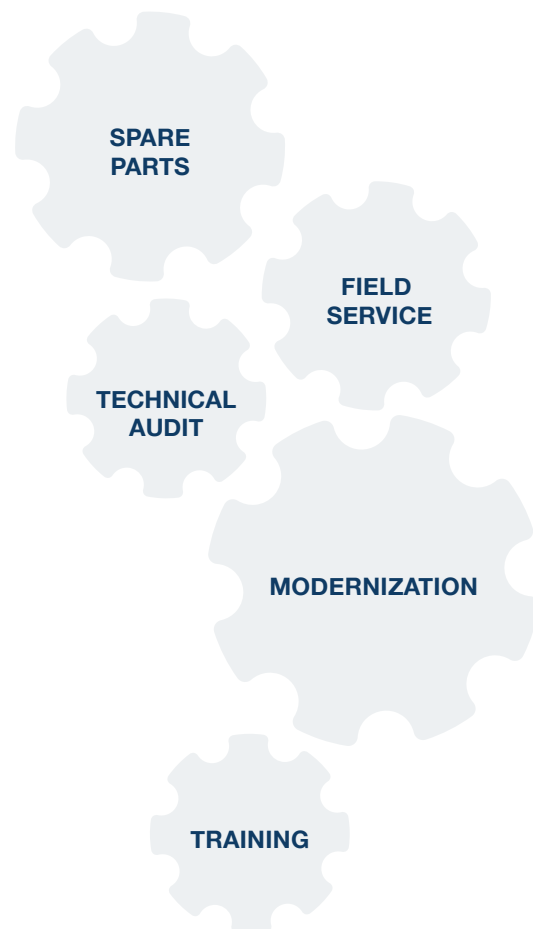 SPARE
PARTS
FIELD
SERVICE
TECHNICAL
AUDIT
MODERNIZATION
TRAINING